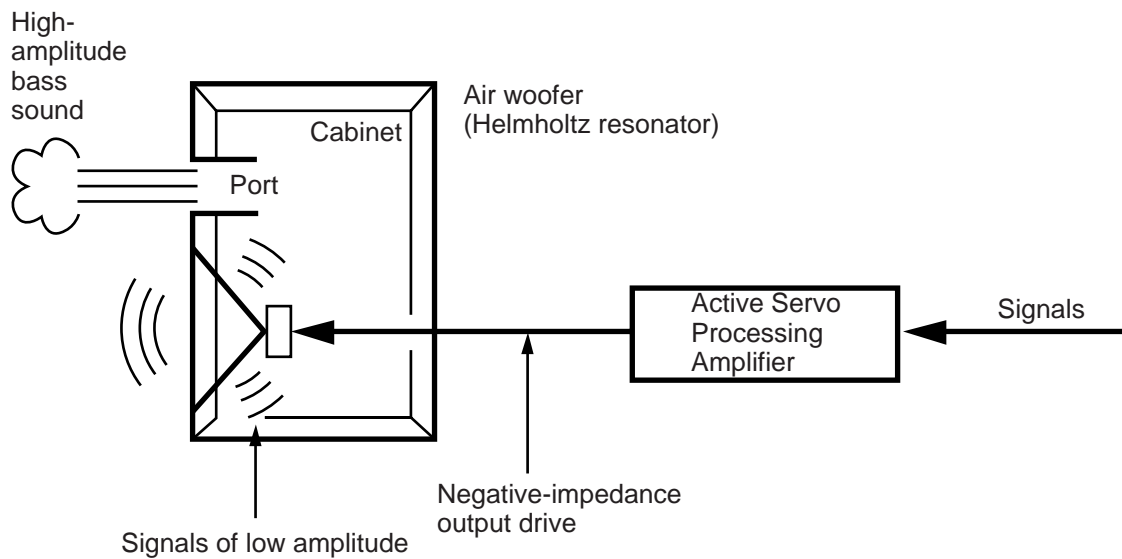 High-
amplitude
bass
sound
Air woofer
(Helmholtz resonator)
Cabinet
Port
Active Servo
Processing
Amplifier
Signals
Negative-impedance
output drive
Signals of low amplitude